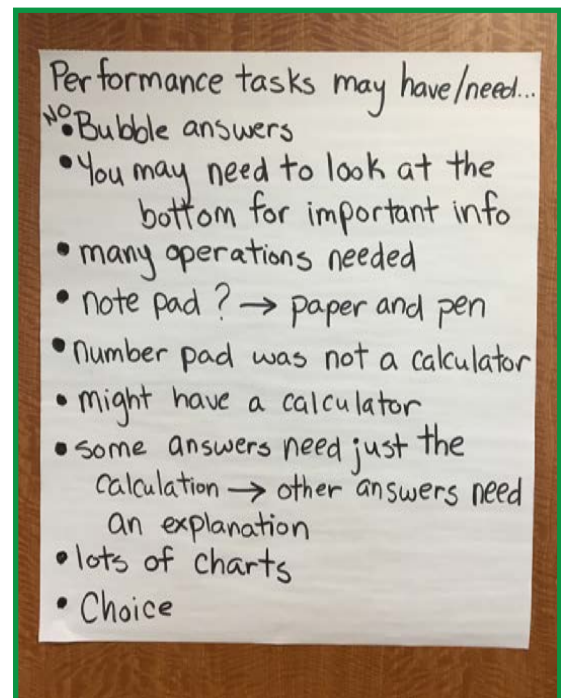 Performance tasks may have/need...
NO • Bubble answers
• You may need to look at the
bottom for important info
• many operations needed
• note pad ? → paper and pen
• number pad was not a calculator
• might have a calculator
• some answers need just the
calculation → other answers need
an explanation
• lots of charts
• Choice